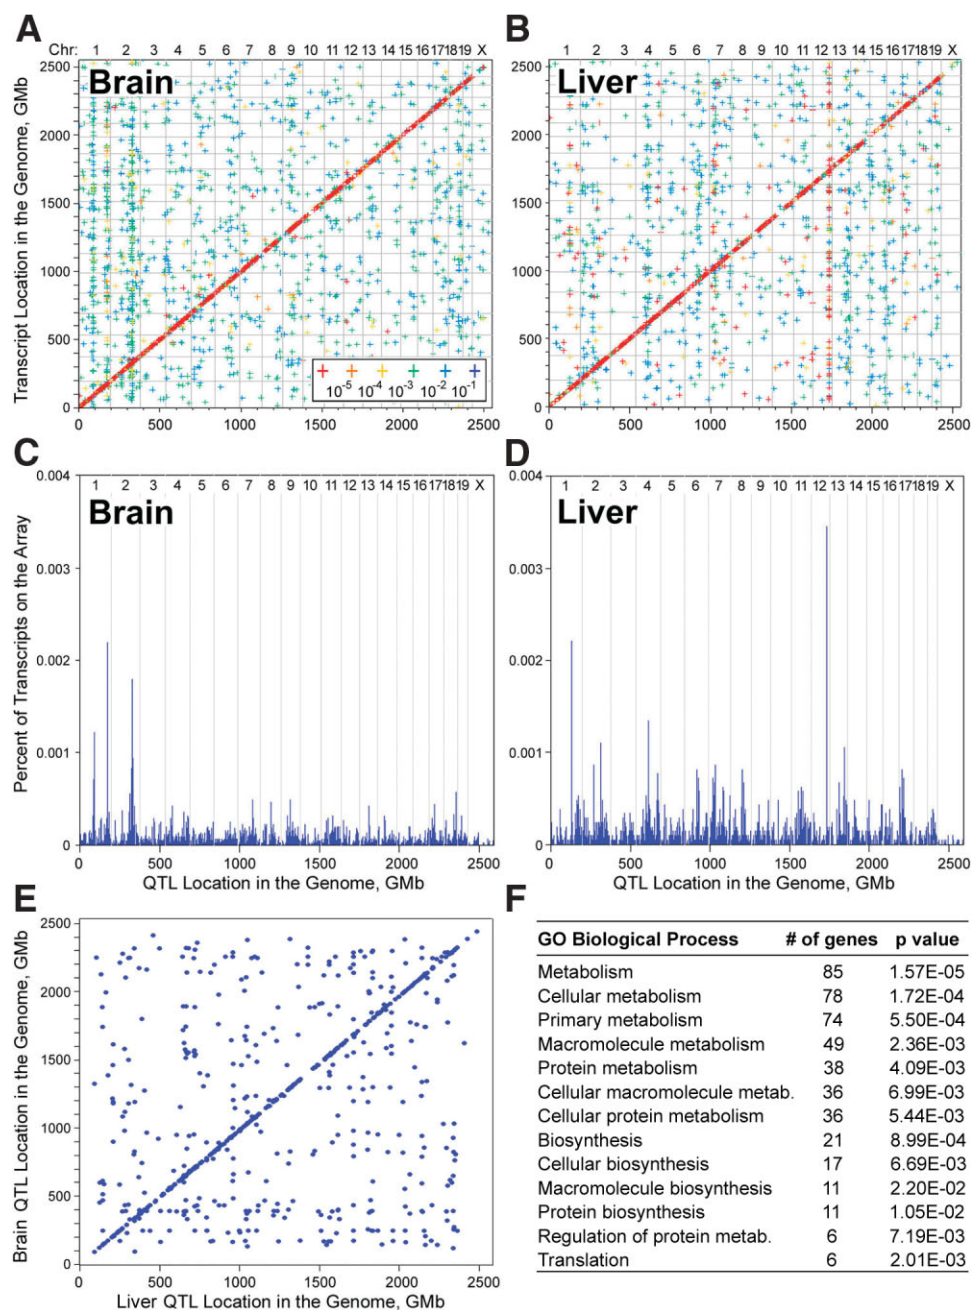 A
B
Chr: 1 2 3 4 5 6 7 8 9 10 11 12 13 14 15 16 17 18 19 X
1 2 3 4 5 6 7 8 9 10 11 12 13 14 15 16 17 18 19 X
Brain
Liver
Transcript Location in the Genome, GMb
2500
2000
1500
1000
500
0
10-5 10-4 10-3 10-2 10-1
0 500 1000 1500 2000 2500
2500
2000
1500
1000
500
0
0 500 1000 1500 2000 2500
C
D
Percent of Transcripts on the Array
0.004
0.003
0.002
0.001
0
1 2 3 4 5 6 7 8 9 10 11 12 13 14 15 16 17 18 19 X
Brain
0 500 1000 1500 2000 2500
QTL Location in the Genome, GMb
0.004
0.003
0.002
0.001
0
1 2 3 4 5 6 7 8 9 10 11 12 13 14 15 16 17 18 19 X
Liver
0 500 1000 1500 2000 2500
QTL Location in the Genome, GMb
E
Brain QTL Location in the Genome, GMb
2500
2000
1500
1000
500
0
0 500 1000 1500 2000 2500
Liver QTL Location in the Genome, GMb
F
GO Biological Process # of genes p value
Metabolism 85 1.57E-05
Cellular metabolism 78 1.72E-04
Primary metabolism 74 5.50E-04
Macromolecule metabolism 49 2.36E-03
Protein metabolism 38 4.09E-03
Cellular macromolecule metab. 36 6.99E-03
Cellular protein metabolism 36 5.44E-03
Biosynthesis 21 8.99E-04
Cellular biosynthesis 17 6.69E-03
Macromolecule biosynthesis 11 2.20E-02
Protein biosynthesis 11 1.05E-02
Regulation of protein metab. 6 7.19E-03
Translation 6 2.01E-03